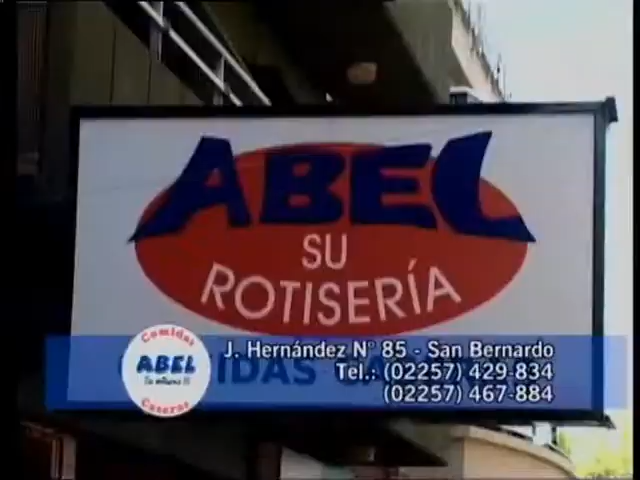 ABEL
SU
ROTISERÍA
J. Hernández N° 85 - San Bernardo
Tel.: (02257) 429-834
(02257) 467-884
Comidas
ABEL
Caseras